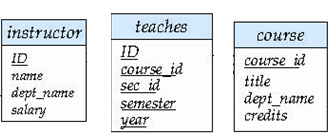 instructor
ID
name
dept_name
salary
teaches
ID
course_id
sec_id
semester
year
course
course_id
title
dept_name
credits